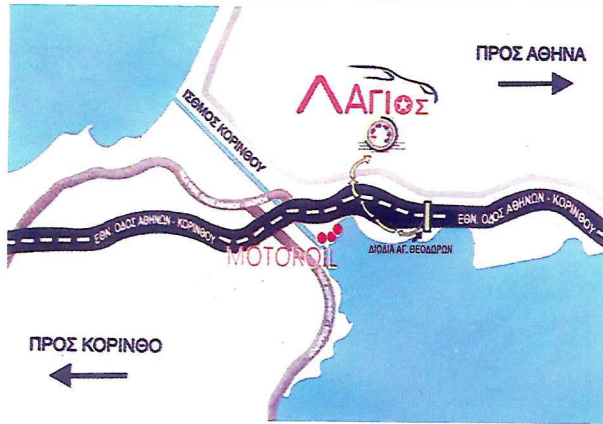 ΠΡΟΣ ΑΘΗΝΑ
ΛΑΓΙΟΣ
ΙΣΘΜΟΣ ΚΟΡΙΝΘΟΥ
ΕΘΝ. ΟΔΟΣ ΑΘΗΝΩΝ - ΚΟΡΙΝΘΟΥ
ΕΘΝ. ΟΔΟΣ ΑΘΗΝΩΝ - ΚΟΡΙΝΘΟΥ
MOTOROIL
ΔΙΟΔΙΑ ΑΓ. ΘΕΟΔΩΡΩΝ
ΠΡΟΣ ΚΟΡΙΝΘΟ